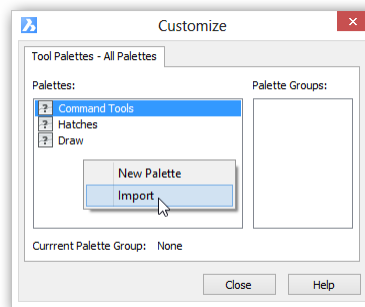 Customize
Tool Palettes - All Palettes
Palettes:
Palette Groups:
Command Tools
Hatches
Draw
New Palette
Import
Currrent Palette Group: None
Close
Help